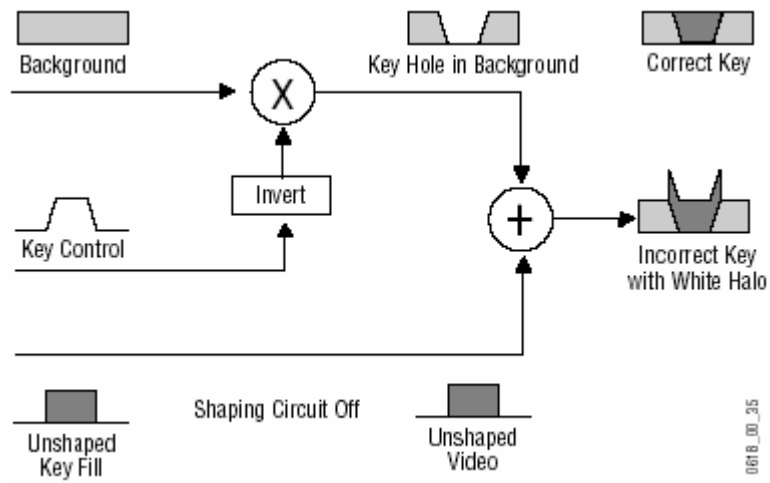 Background
Key Hole in Background
Correct Key
X
Invert
Key Control
+
Incorrect Key
with White Halo
Shaping Circuit Off
Unshaped
Key Fill
Unshaped
Video
0618_00_35